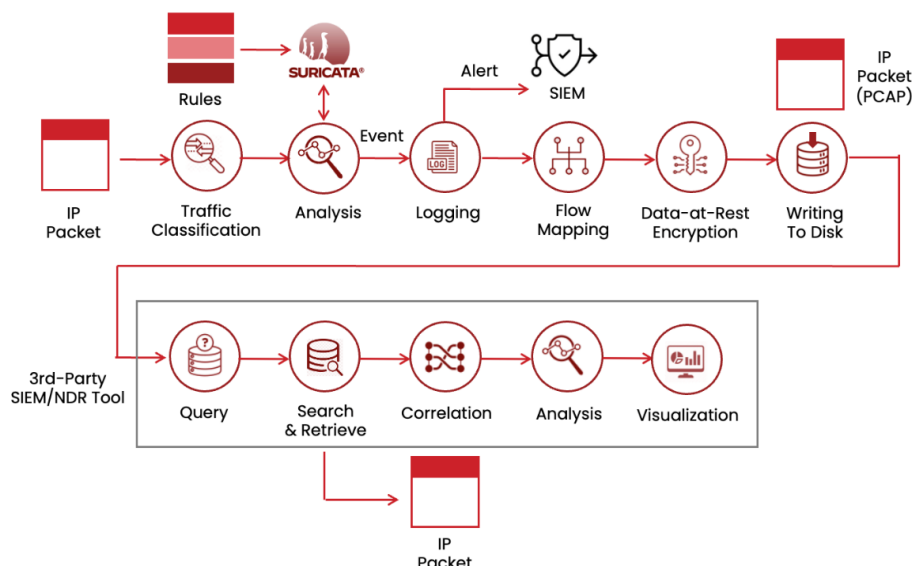 Rules
SURICATA®
Alert
SIEM
IP
Packet
(PCAP)
Event
LOG
IP
Packet
Traffic
Classification
Analysis
Logging
Flow
Mapping
Data-at-Rest
Encryption
Writing
To Disk
3rd-Party
SIEM/NDR Tool
?
Query
Search
& Retrieve
Correlation
Analysis
Visualization
IP
Packet